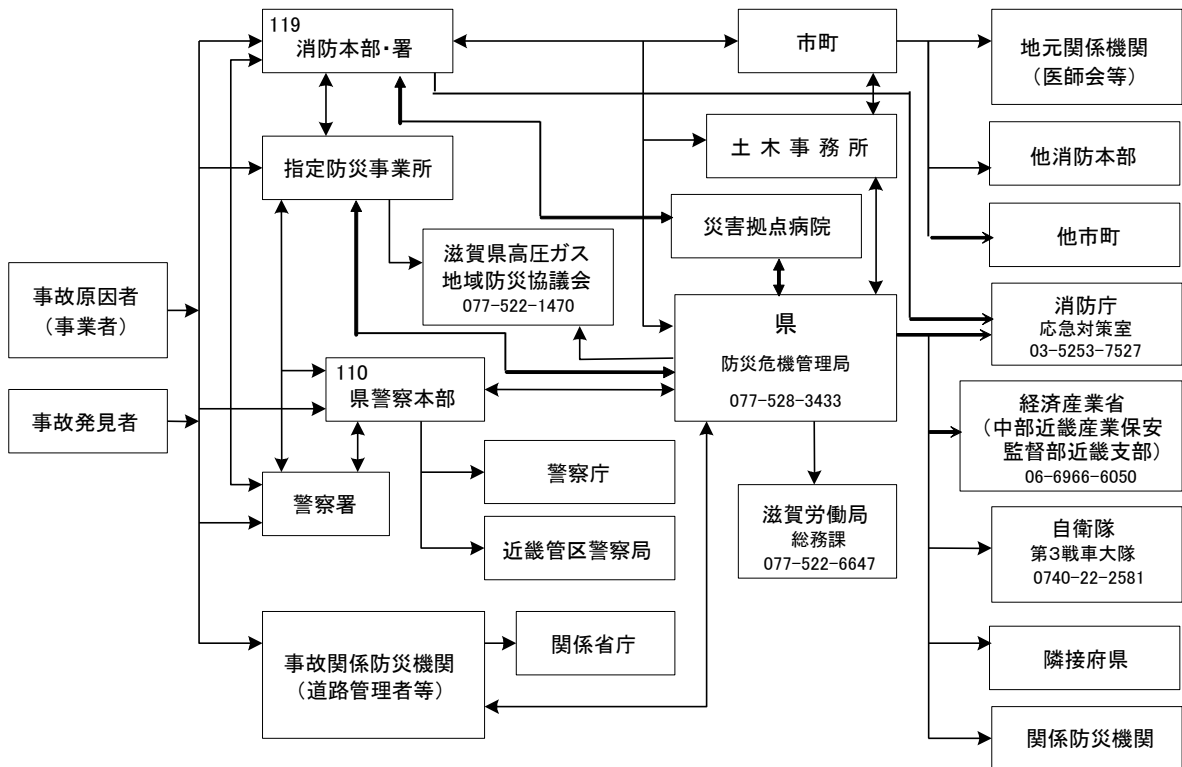 119
消防本部・署
市町
地元関係機関
（医師会等）
指定防災事業所
土 木 事 務 所
他消防本部
災害拠点病院
他市町
滋賀県高圧ガス
地域防災協議会
077-522-1470
事故原因者
（事業者）
県
防災危機管理局
077-528-3433
消防庁
応急対策室
03-5253-7527
事故発見者
110
県警察本部
経済産業省
（中部近畿産業保安
監督部近畿支部）
06-6966-6050
警察署
警察庁
近畿管区警察局
滋賀労働局
総務課
077-522-6647
自衛隊
第3戦車大隊
0740-22-2581
事故関係防災機関
（道路管理者等）
関係省庁
隣接府県
関係防災機関